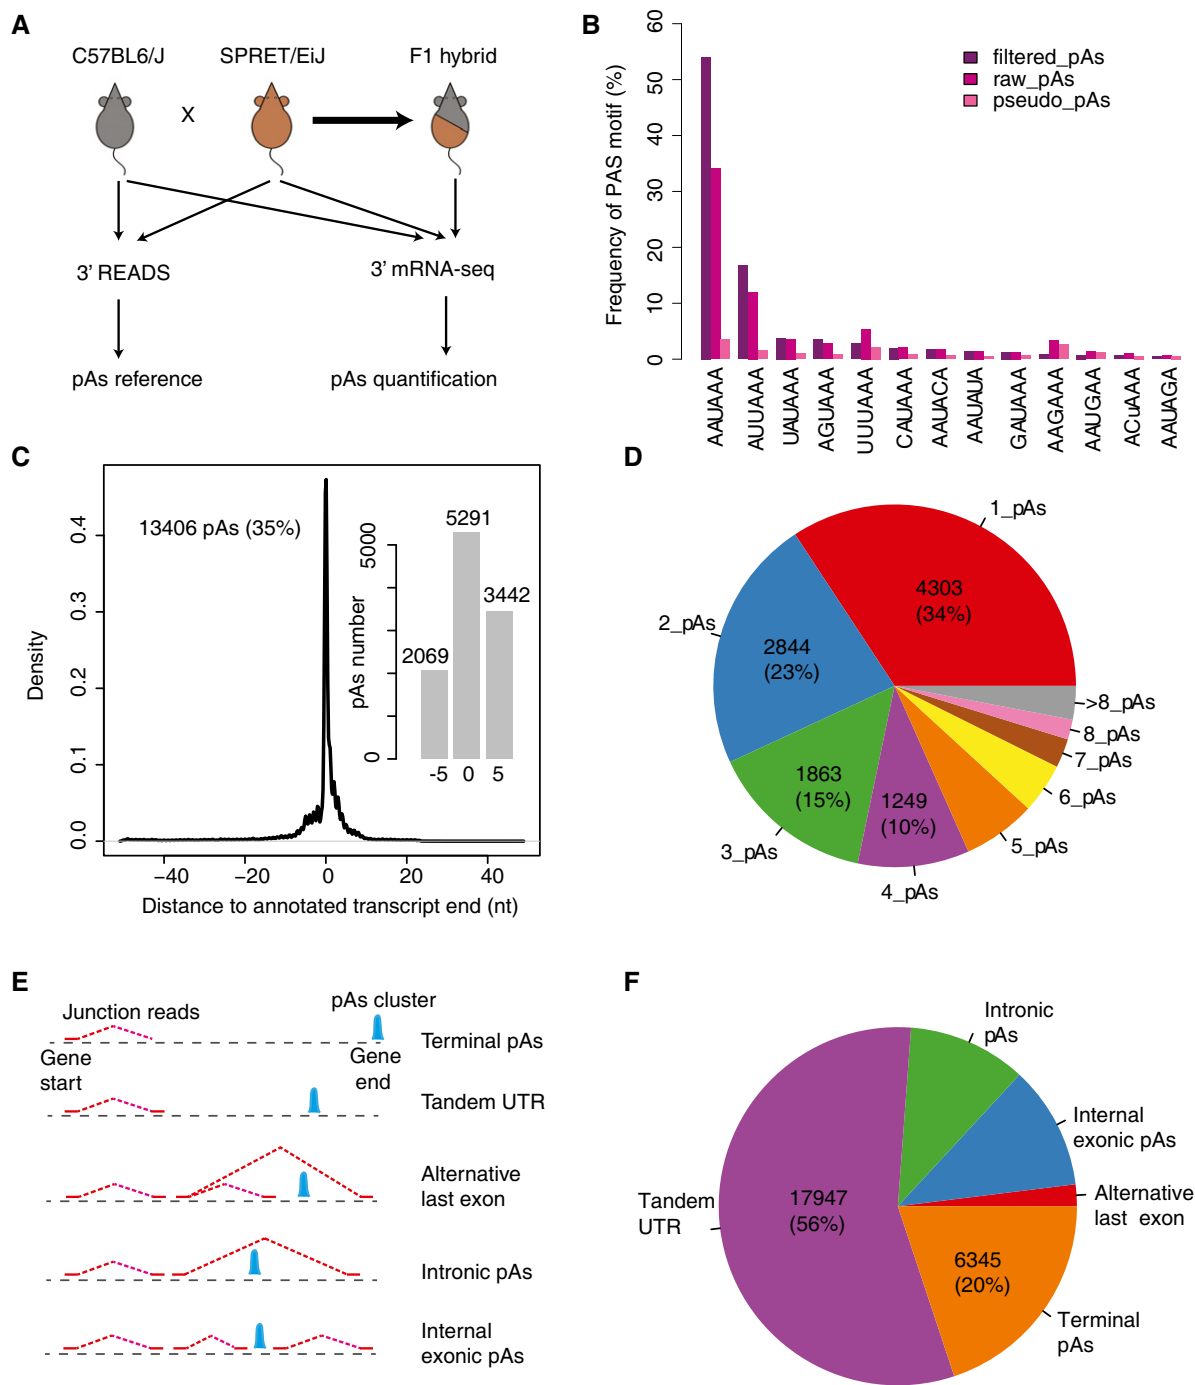 A
C57BL6/J
SPRET/EiJ
F1 hybrid
X
3’ READS
3’ mRNA-seq
pAs reference
pAs quantification
B
Frequency of PAS motif (%)
60
50
40
30
20
10
0
filtered_pAs
raw_pAs
pseudo_pAs
AAUAAA
AUUAAA
UAUAAA
AGUAAA
UUUAAA
CAUAAA
AAUACA
AAUAUA
GAUAAA
AAGAAA
AAUGAA
ACuAAA
AAUAGA
C
13406 pAs (35%)
Density
0.4
0.3
0.2
0.1
0.0
−40
−20
0
20
40
Distance to annotated transcript end (nt)
pAs number
5000
0
2069
5291
3442
-5
0
5
D
1_pAs
4303
(34%)
2_pAs
2844
(23%)
3_pAs
1863
(15%)
4_pAs
1249
(10%)
5_pAs
6_pAs
7_pAs
8_pAs
>8_pAs
E
Junction reads
pAs cluster
Gene
start
Gene
end
Terminal pAs
Tandem UTR
Alternative
last exon
Intronic pAs
Internal
exonic pAs
F
Intronic
pAs
Internal
exonic pAs
Alternative
last exon
Tandem
UTR
17947
(56%)
6345
(20%)
Terminal
pAs